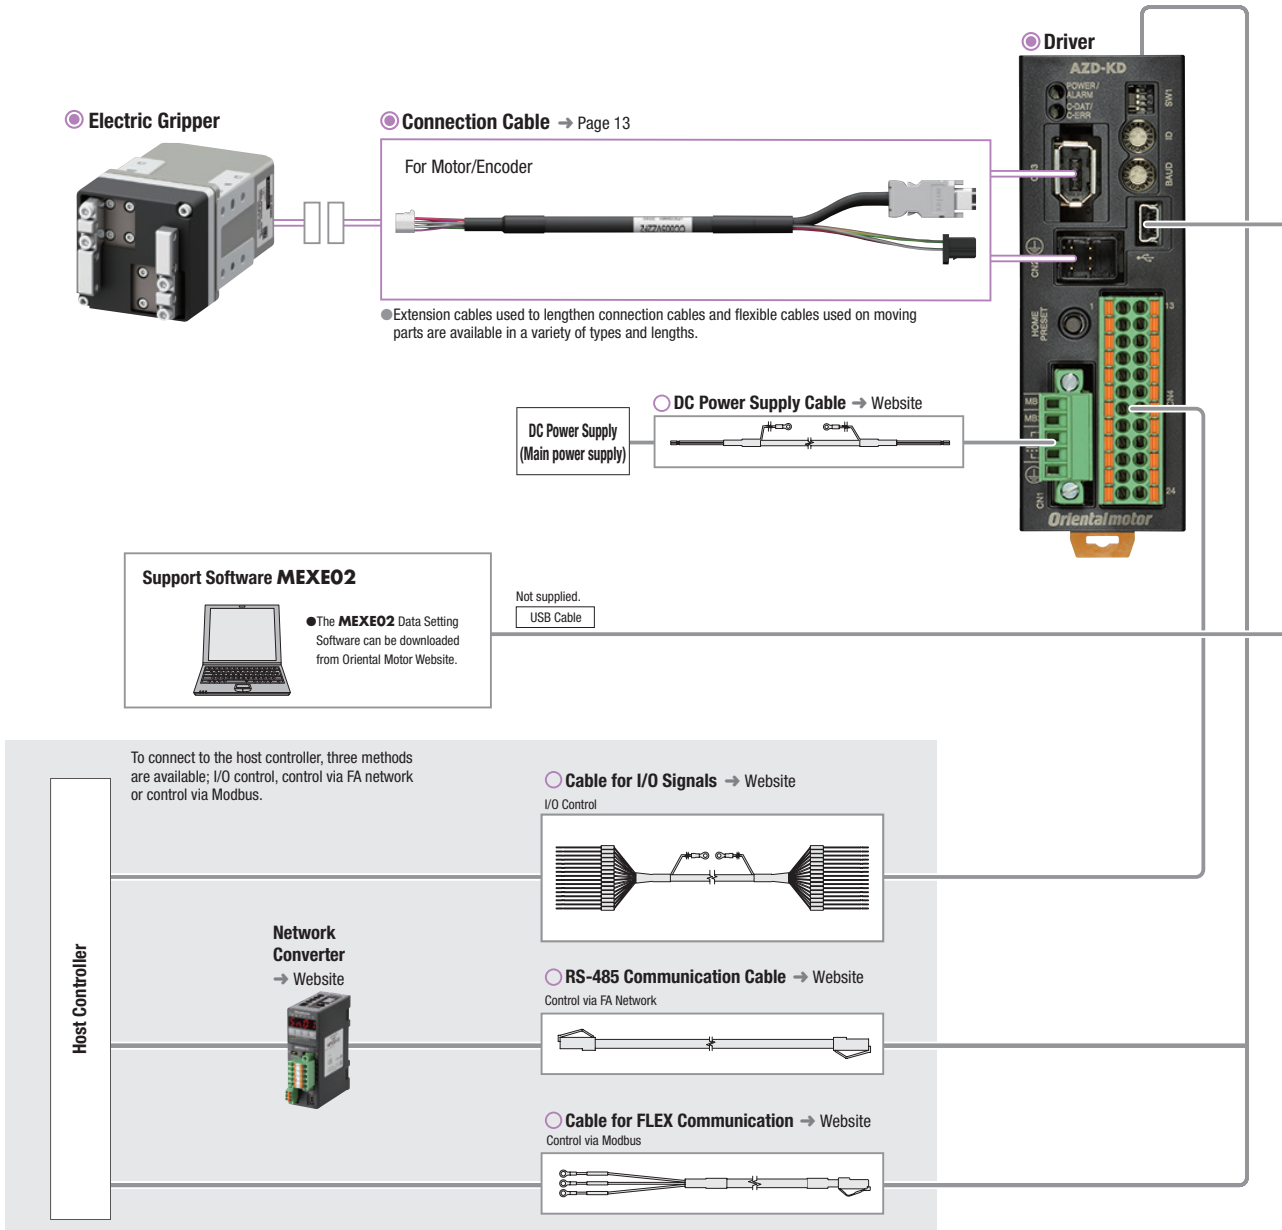 Driver
AZD-KD
POWER /
ALARM
C-DAT/
C-ERR
SW1
ID
BAUD
CN2
HOME
PRESET
1
13
CN4
24
CN1
Orientalmotor
Electric Gripper
Connection Cable → Page 13
For Motor/Encoder
CC005VZ2F2
●Extension cables used to lengthen connection cables and flexible cables used on moving
parts are available in a variety of types and lengths.
DC Power Supply
(Main power supply)
DC Power Supply Cable → Website
Support Software MEXE02
●The MEXE02 Data Setting
Software can be downloaded
from Oriental Motor Website.
Not supplied.
USB Cable
To connect to the host controller, three methods
are available; I/O control, control via FA network
or control via Modbus.
Host Controller
Network
Converter
→ Website
Cable for I/O Signals → Website
I/O Control
RS-485 Communication Cable → Website
Control via FA Network
Cable for FLEX Communication → Website
Control via Modbus